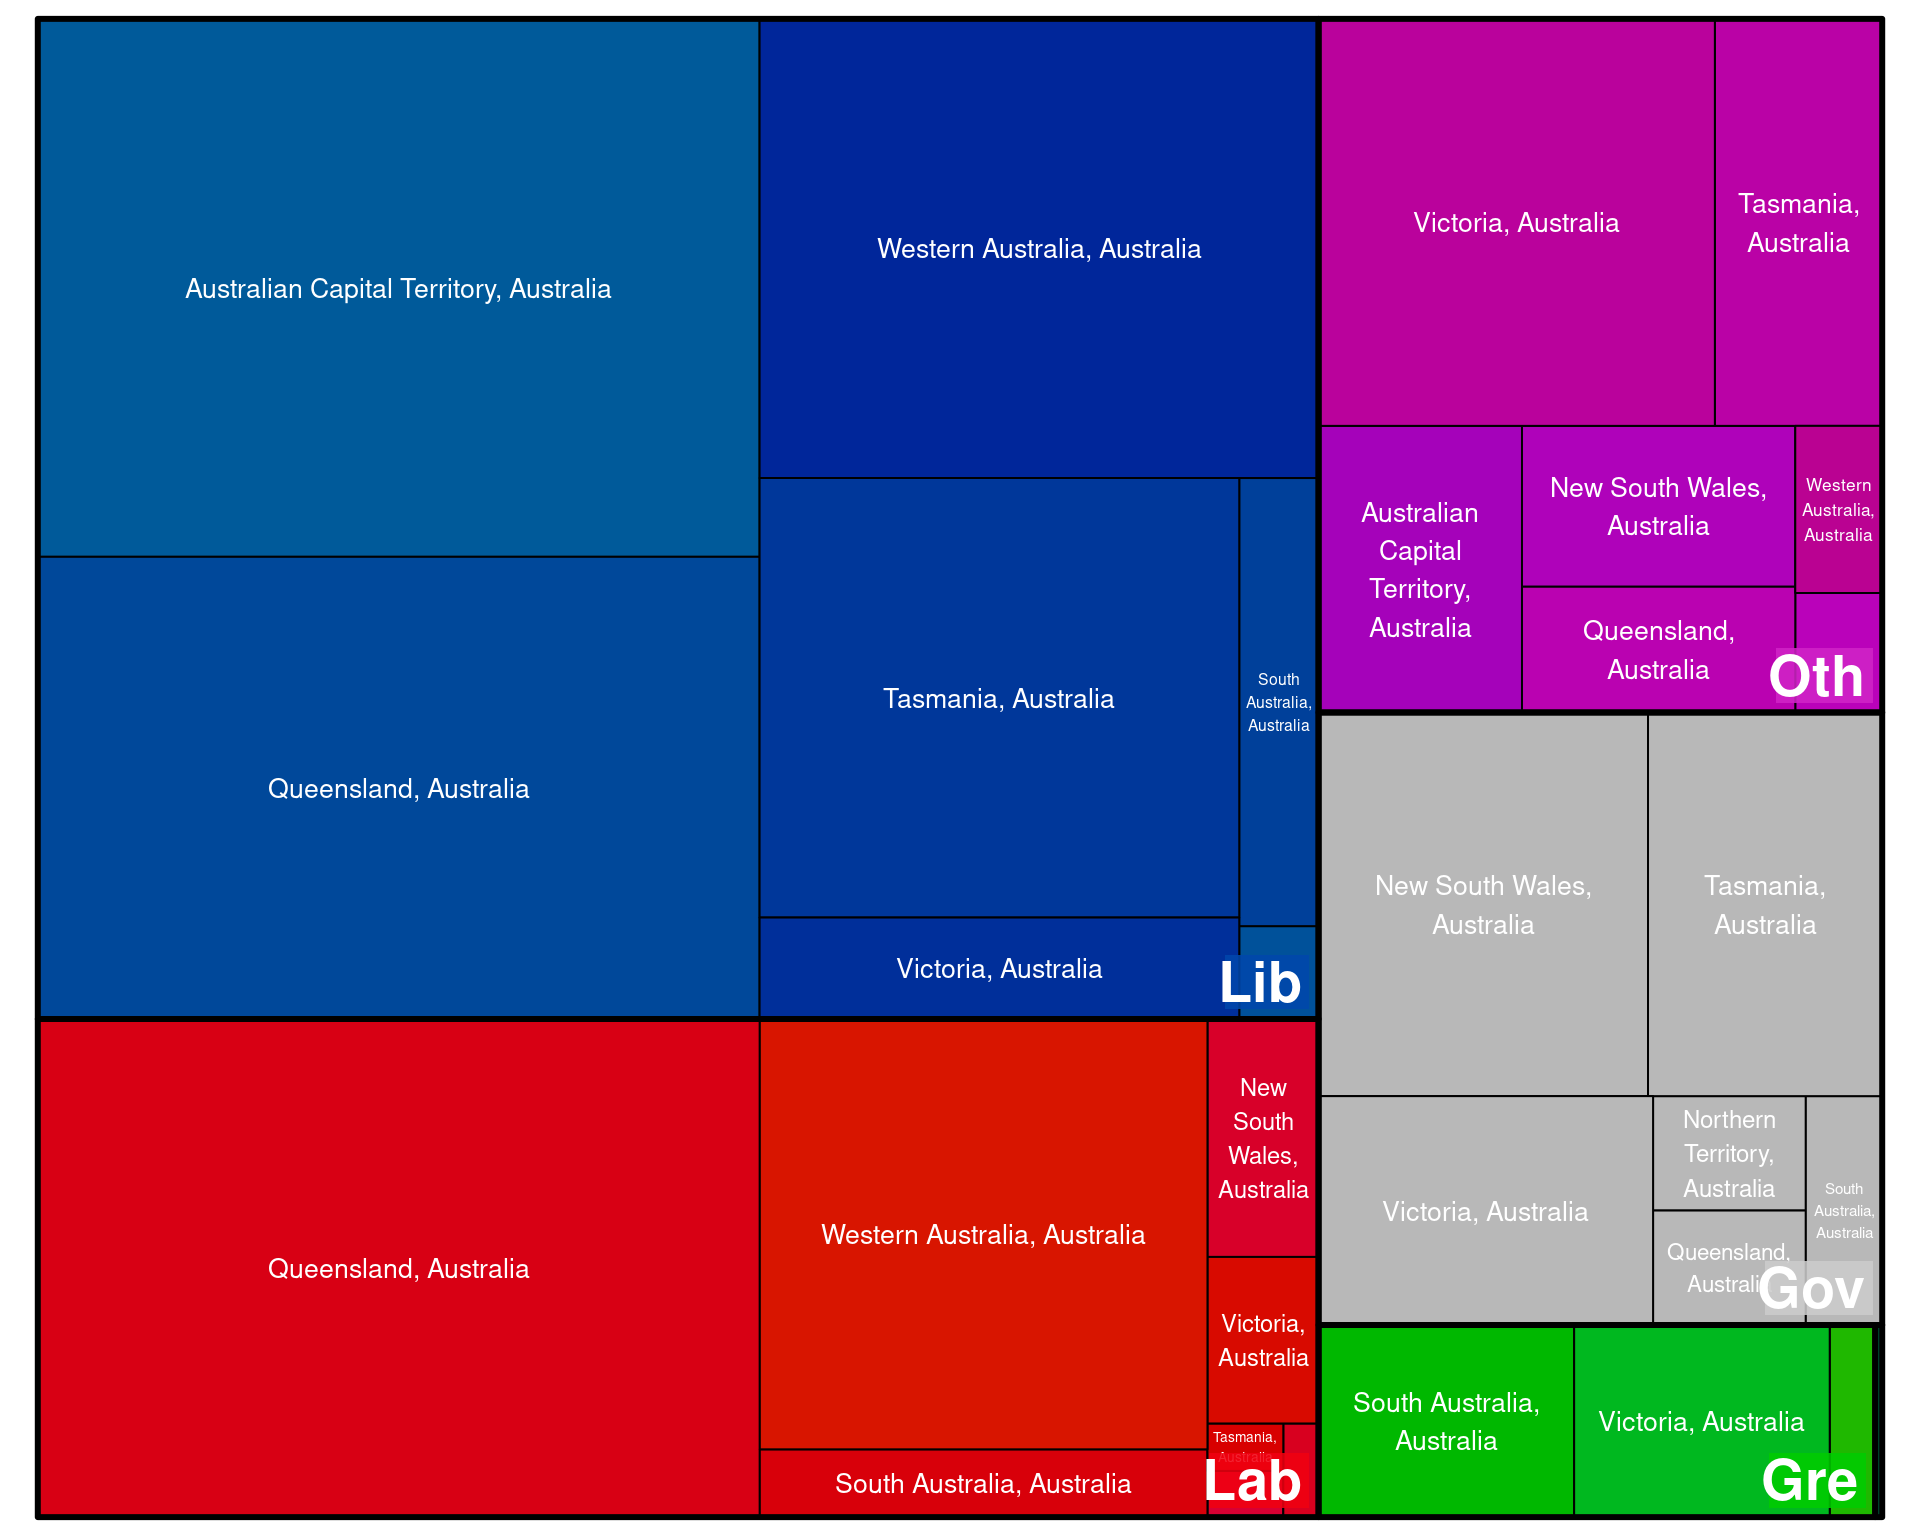 Australian Capital Territory, Australia
Western Australia, Australia
Queensland, Australia
Tasmania, Australia
South
Australia,
Australia
Victoria, Australia
Lib
Victoria, Australia
Tasmania,
Australia
Australian
Capital
Territory,
Australia
New South Wales,
Australia
Western
Australia,
Australia
Queensland,
Australia
Oth
New South Wales,
Australia
Tasmania,
Australia
Victoria, Australia
Northern
Territory,
Australia
South
Australia,
Australia
Queensland,
Australia
Gov
Queensland, Australia
Western Australia, Australia
New
South
Wales,
Australia
Victoria,
Australia
South Australia, Australia
Tasmania,
Australia
Lab
South Australia,
Australia
Victoria, Australia
Gre